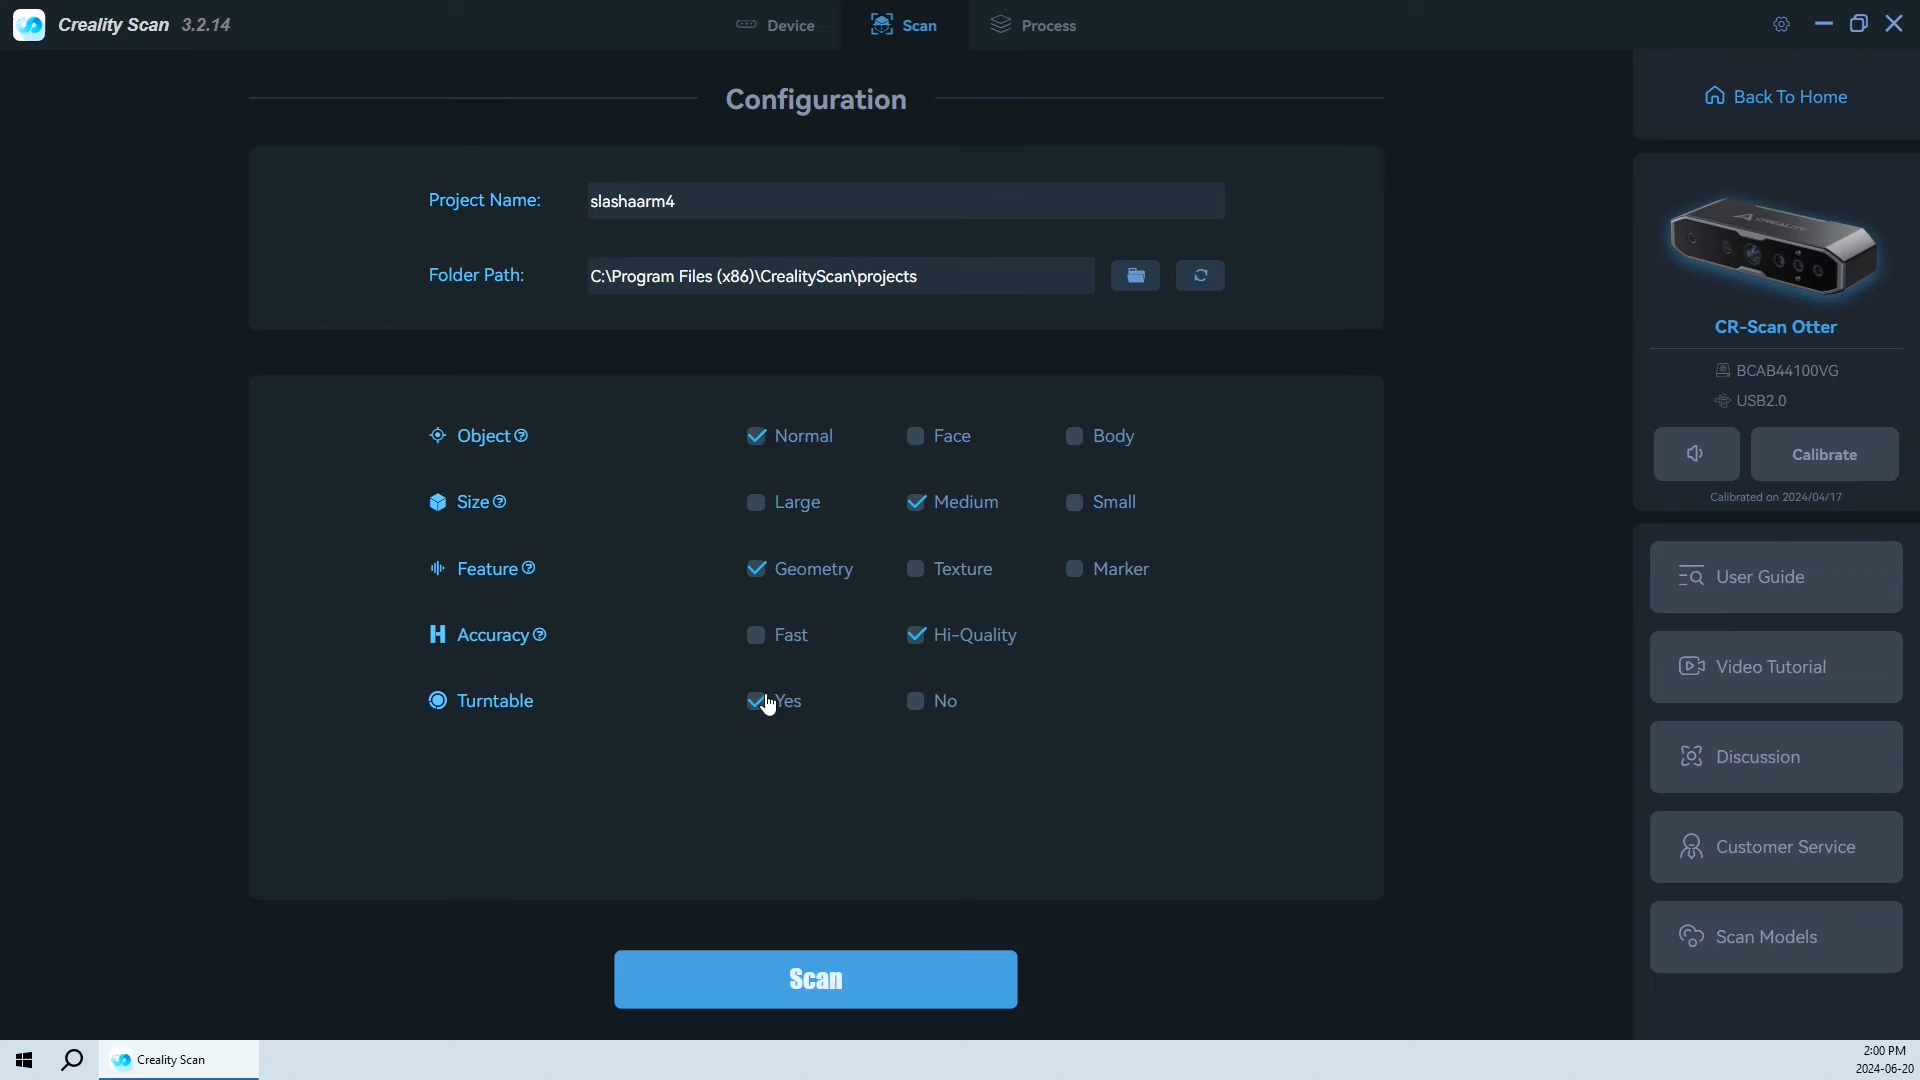 Creality Scan 3.2.14
Device
Scan
Process
Configuration
Back To Home
Project Name: slashaarm4
Folder Path: C:\Program Files (x86)\CrealityScan\projects
CREALITY
CR-Scan Otter
BCAB44100VG
USB2.0
Calibrate
Calibrated on 2024/04/17
Object Normal Face Body
Size Large Medium Small
Feature Geometry Texture Marker
Accuracy Fast Hi-Quality
Turntable Yes No
User Guide
Video Tutorial
Discussion
Customer Service
Scan Models
Scan
Creality Scan
2:00 PM
2024-06-20